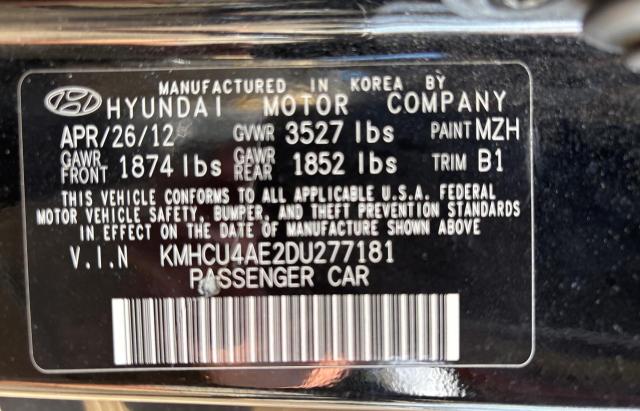 MANUFACTURED IN KOREA BY
HYUNDAI MOTOR COMPANY
APR/26/12 GVWR 3527 lbs PAINT MZH
GAWR FRONT 1874 lbs GAWR REAR 1852 lbs TRIM B1
THIS VEHICLE CONFORMS TO ALL APPLICABLE U.S.A. FEDERAL
MOTOR VEHICLE SAFETY, BUMPER, AND THEFT PREVENTION STANDARDS
IN EFFECT ON THE DATE OF MANUFACTURE SHOWN ABOVE
V.I.N KMHCU4AE2DU277181
PASSENGER CAR